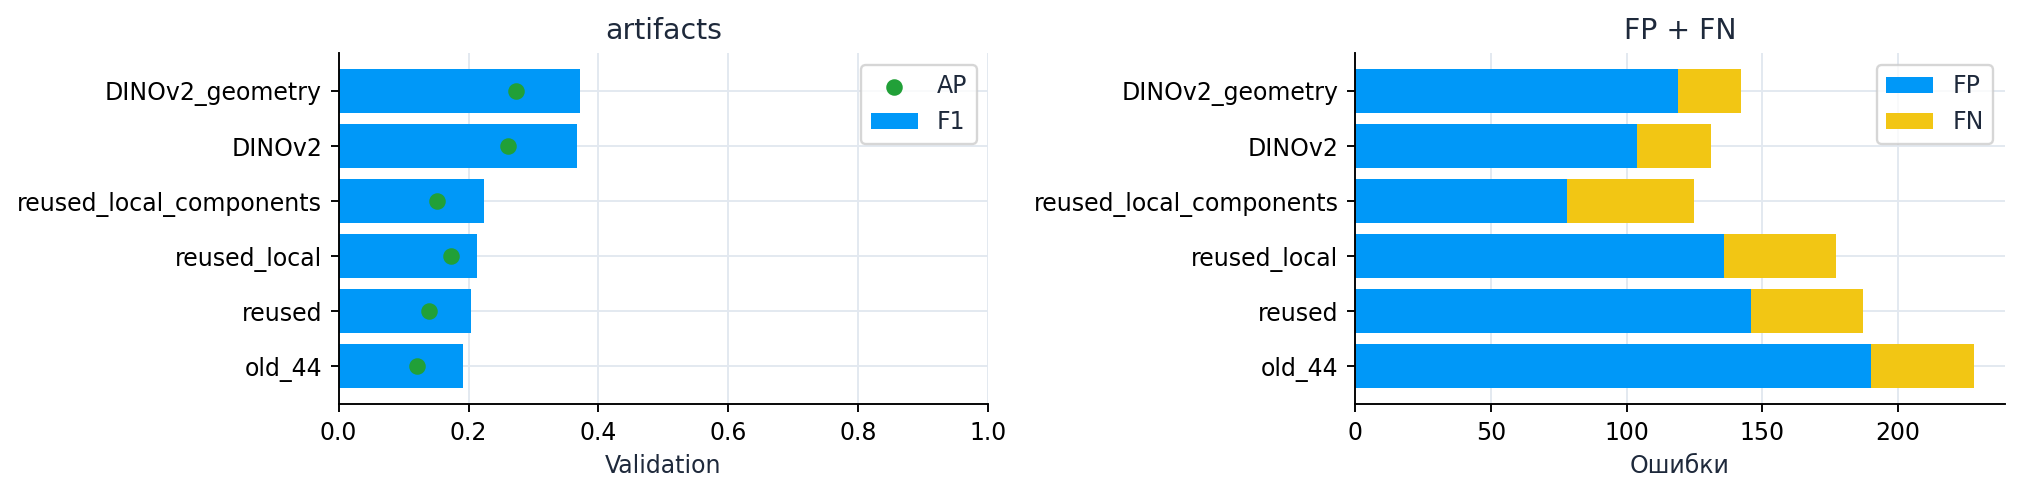 artifacts
AP
F1
DINOv2_geometry
DINOv2
reused_local_components
reused_local
reused
old_44
0.0 0.2 0.4 0.6 0.8 1.0
Validation
FP + FN
FP
FN
DINOv2_geometry
DINOv2
reused_local_components
reused_local
reused
old_44
0 50 100 150 200
Ошибки